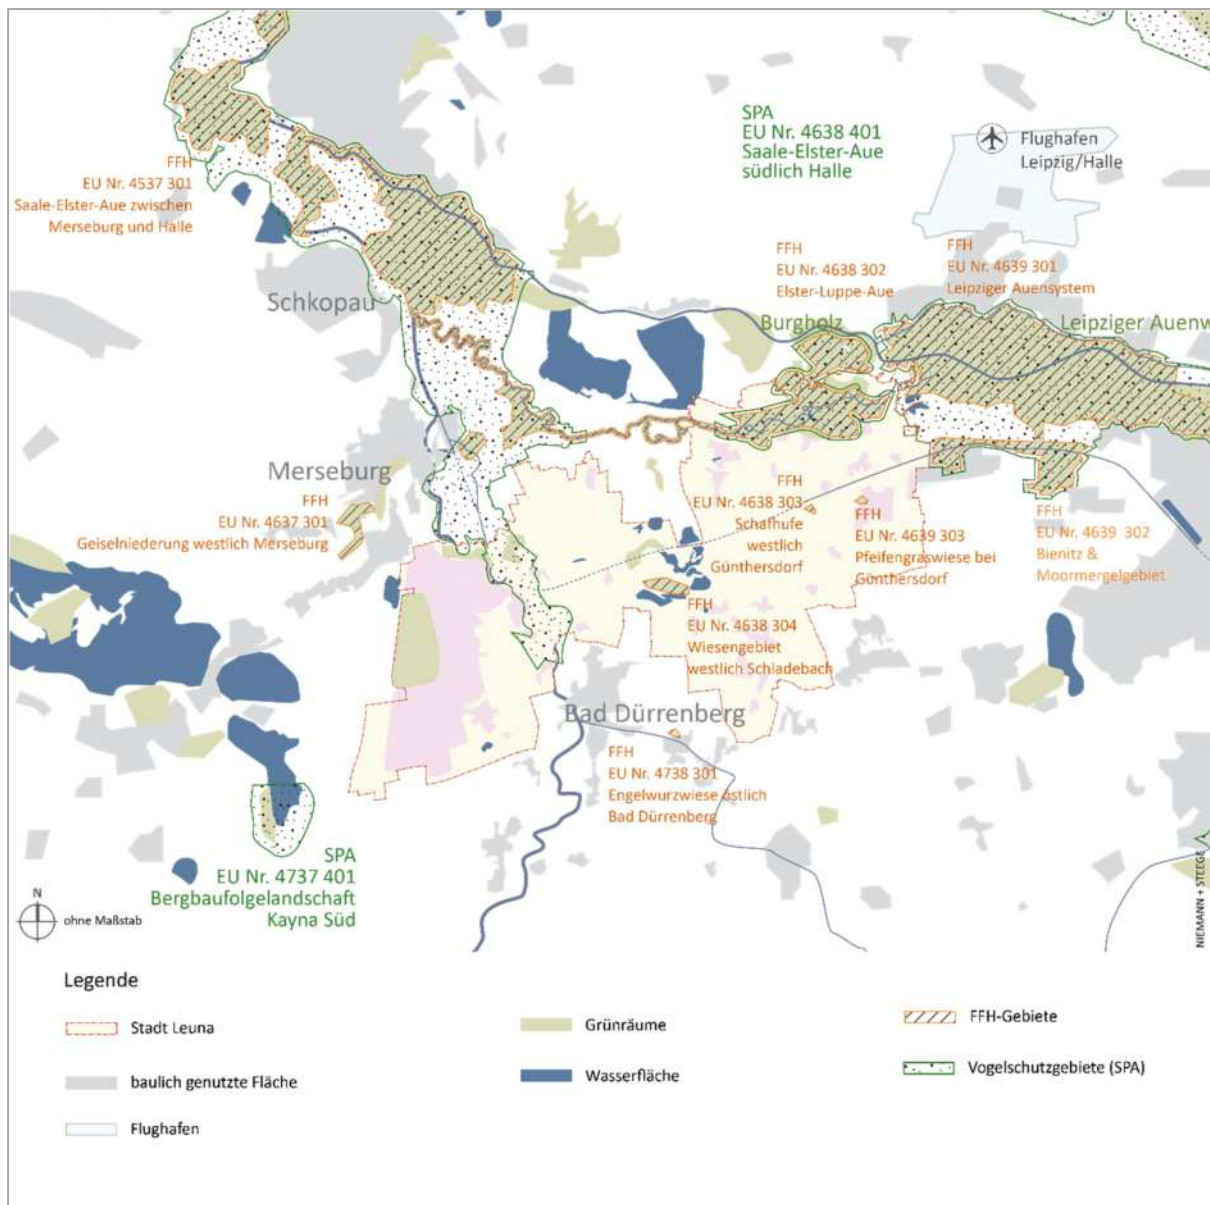 SPA
EU Nr. 4638 401
Saale-Elster-Aue
südlich Halle
Flughafen
Leipzig/Halle
FFH
EU Nr. 4537 301
Saale-Elster-Aue zwischen
Merseburg und Halle
FFH
EU Nr. 4638 302
Elster-Luppe-Aue
FFH
EU Nr. 4639 301
Leipziger Auensystem
Schkopau
Burgholz
Leipziger Auenw
Merseburg
FFH
EU Nr. 4637 301
Geiselniederung westlich Merseburg
FFH
EU Nr. 4638 303
Schafhufe
westlich
Günthersdorf
FFH
EU Nr. 4639 303
Pfeifengraswiese bei
Günthersdorf
FFH
EU Nr. 4639 302
Bienitz &
Moormergelgebiet
FFH
EU Nr. 4638 304
Wiesengebiet
westlich Schladebach
Bad Dürrenberg
FFH
EU Nr. 4738 301
Engelwurzwiese östlich
Bad Dürrenberg
SPA
EU Nr. 4737 401
Bergbaufolgelandschaft
Kayna Süd
N
ohne Maßstab
NIEMANN + STEEGE
Legende
Stadt Leuna
baulich genutzte Fläche
Flughafen
Grünräume
Wasserfläche
FFH-Gebiete
Vogelschutzgebiete (SPA)